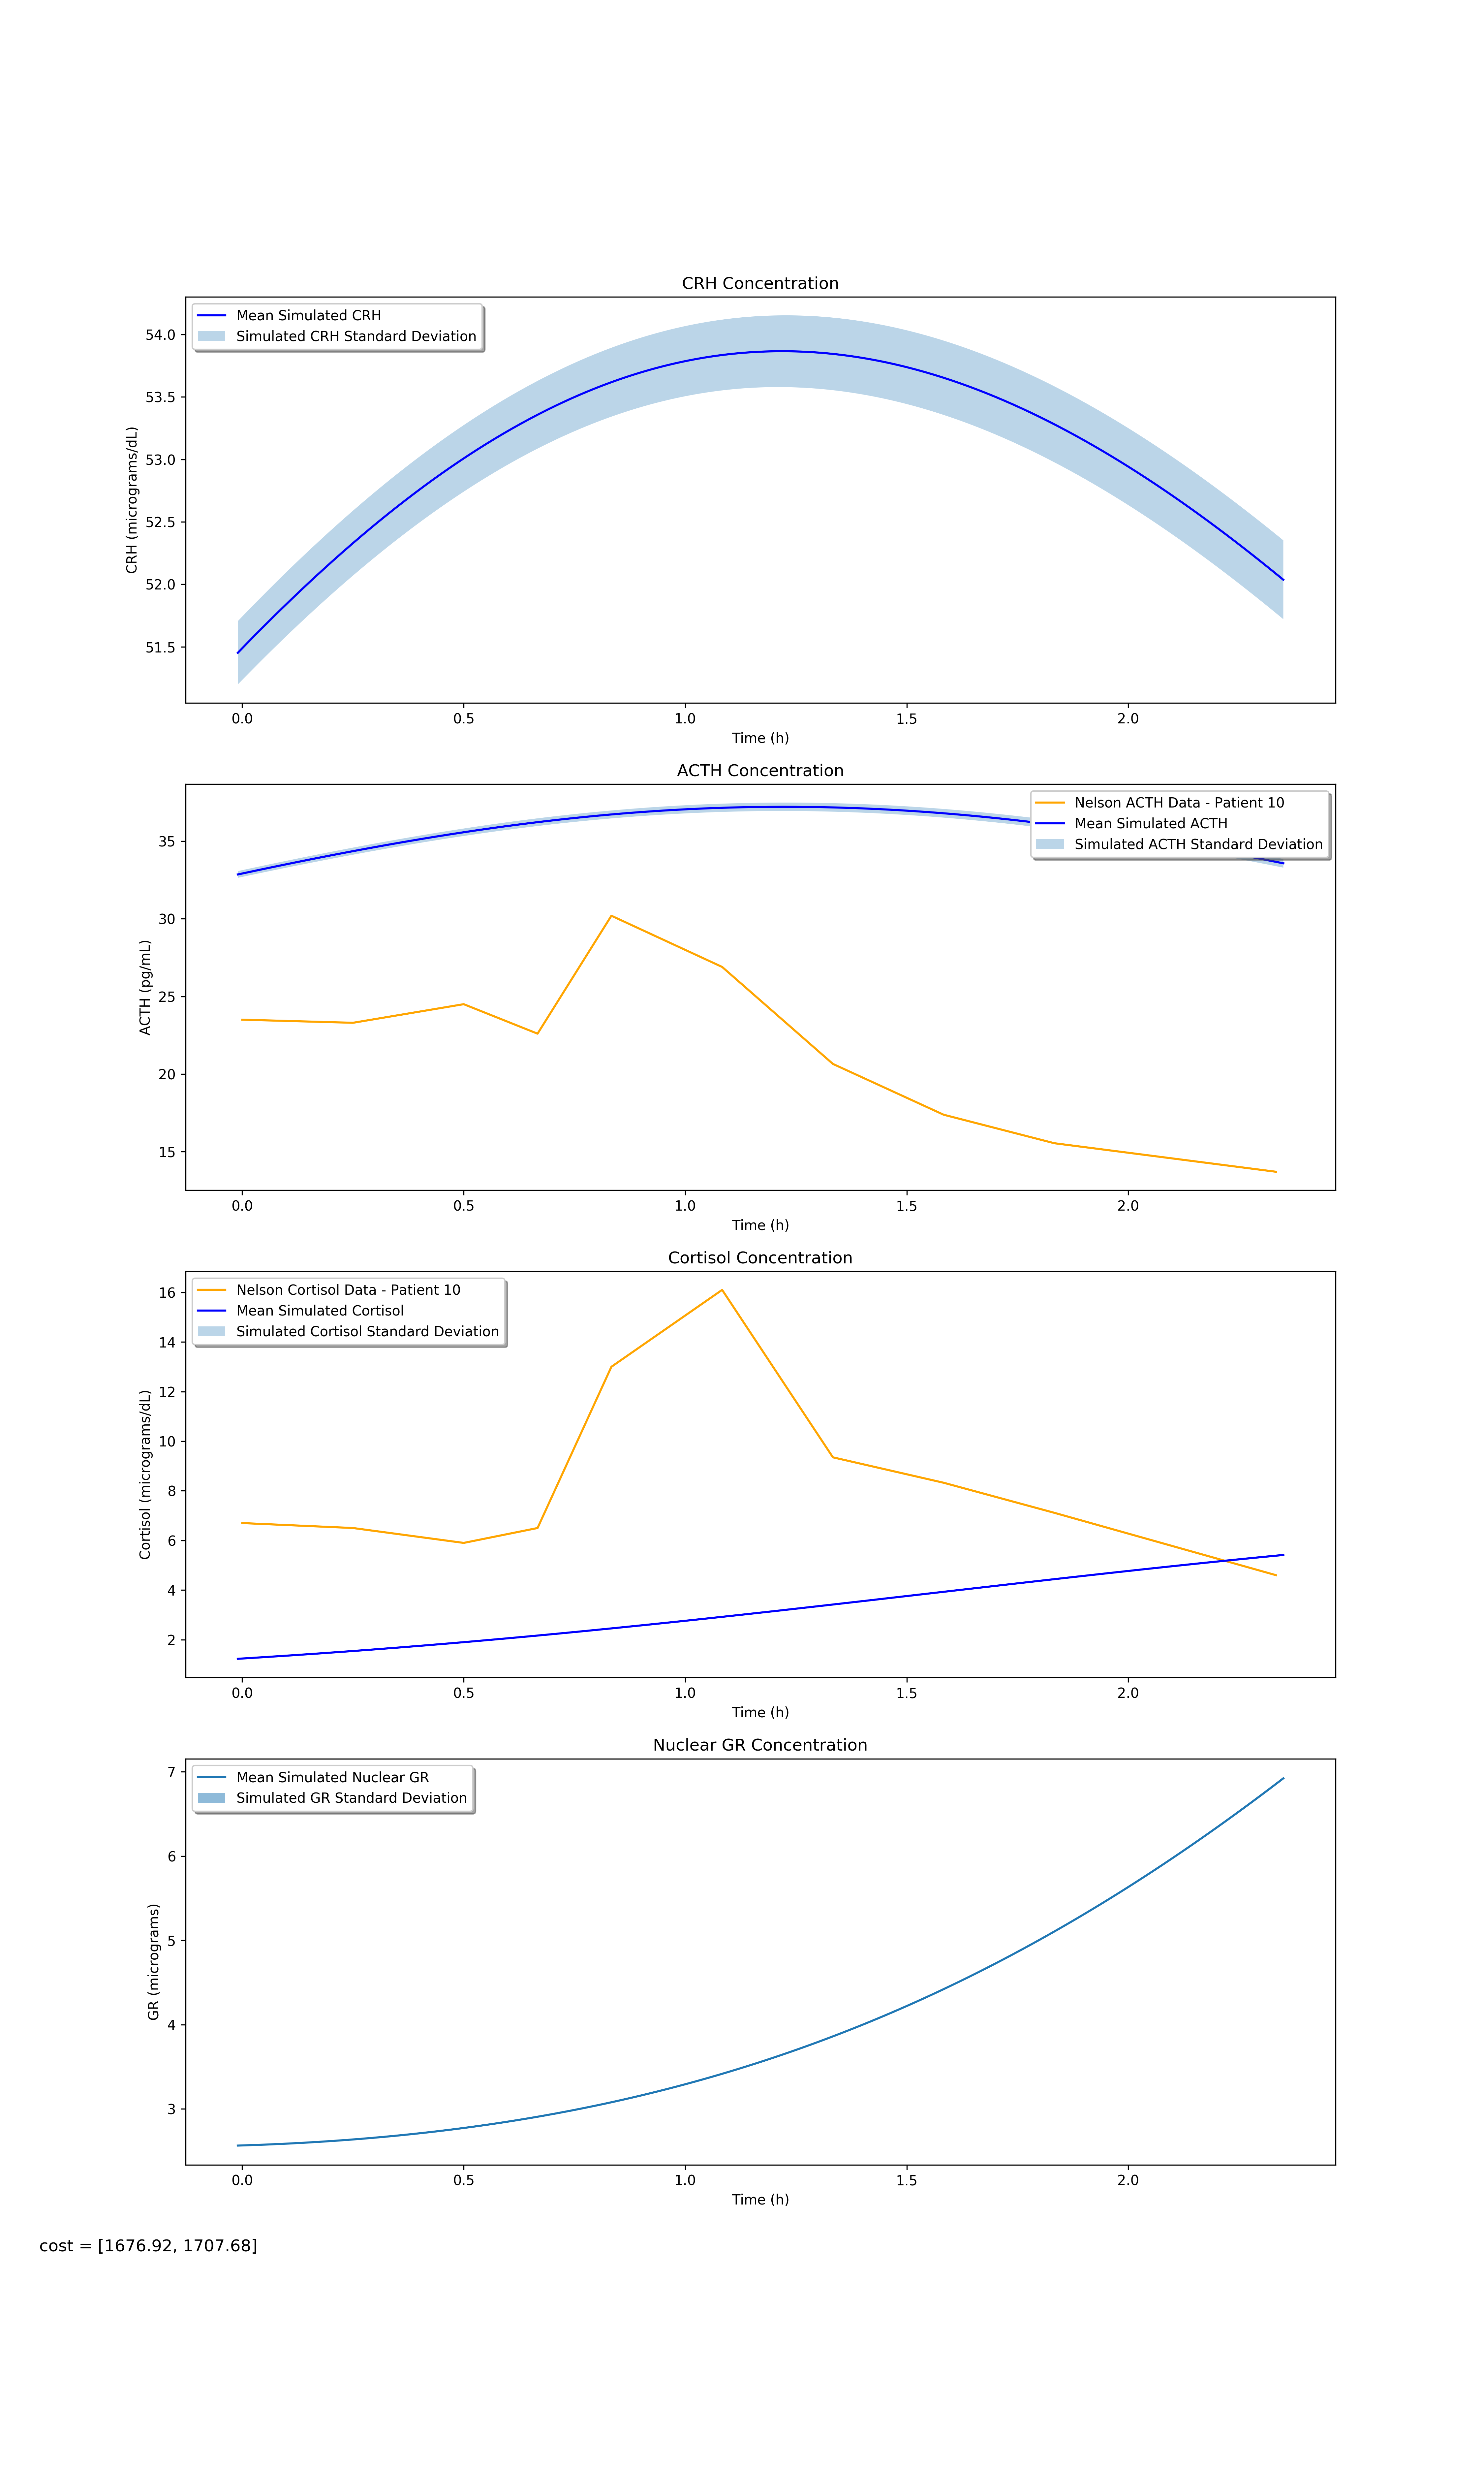 CRH Concentration
Mean Simulated CRH
Simulated CRH Standard Deviation
54.0
53.5
53.0
52.5
52.0
51.5
CRH (micrograms/dL)
0.0 0.5 1.0 1.5 2.0
Time (h)
ACTH Concentration
Nelson ACTH Data - Patient 10
Mean Simulated ACTH
Simulated ACTH Standard Deviation
35
30
25
20
15
ACTH (pg/mL)
0.0 0.5 1.0 1.5 2.0
Time (h)
Cortisol Concentration
Nelson Cortisol Data - Patient 10
Mean Simulated Cortisol
Simulated Cortisol Standard Deviation
16
14
12
10
8
6
4
2
Cortisol (micrograms/dL)
0.0 0.5 1.0 1.5 2.0
Time (h)
Nuclear GR Concentration
Mean Simulated Nuclear GR
Simulated GR Standard Deviation
7
6
5
4
3
GR (micrograms)
0.0 0.5 1.0 1.5 2.0
Time (h)
cost = [1676.92, 1707.68]